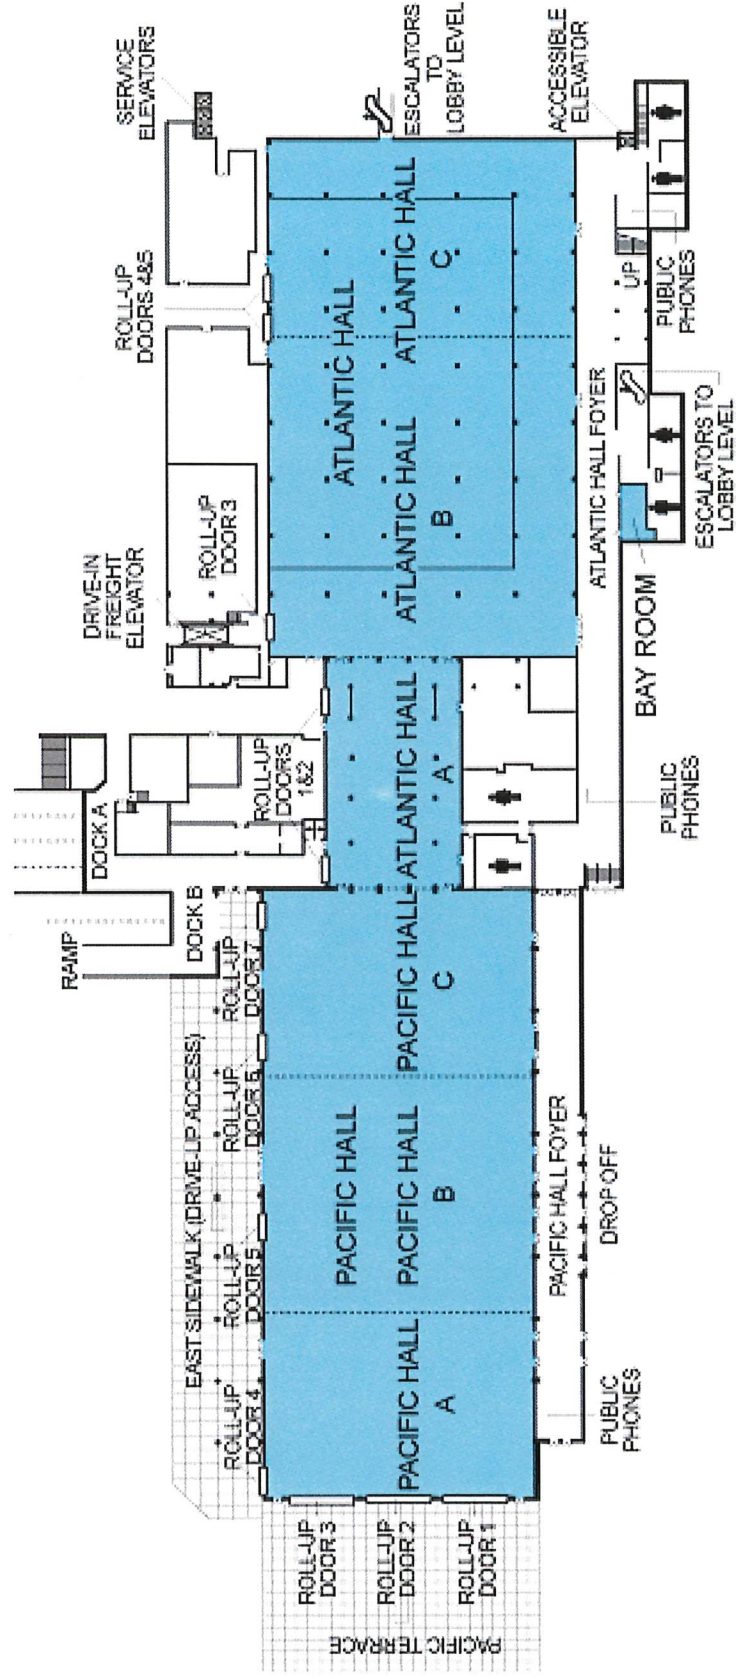 SERVICE
ELEVATORS
ESCALATORS
TO
LOBBY LEVEL
ACCESSIBLE
ELEVATOR
ROLL-UP
DOORS 4&5
ATLANTIC HALL
ATLANTIC HALL
C
UP
PUBLIC
PHONES
DRIVE-IN
FREIGHT
ELEVATOR
ROLL-UP
DOOR 3
ATLANTIC HALL
B
ATLANTIC HALL FOYER
ESCALATORS TO
LOBBY LEVEL
BAY ROOM
DOCK A
ROLL-UP
DOORS
1&2
ATLANTIC HALL
A
PUBLIC
PHONES
RAMP
DOCK B
ROLL-UP
DOOR 7
PACIFIC HALL
C
EAST SIDEWALK (DRIVE-UP ACCESS)
ROLL-UP
DOOR 6
PACIFIC HALL
PACIFIC HALL
B
PACIFIC HALL FOYER
DROP OFF
ROLL-UP
DOOR 5
ROLL-UP
DOOR 4
PACIFIC HALL
A
PUBLIC
PHONES
ROLL-UP
DOOR 3
ROLL-UP
DOOR 2
ROLL-UP
DOOR 1
PACIFIC TERRACE